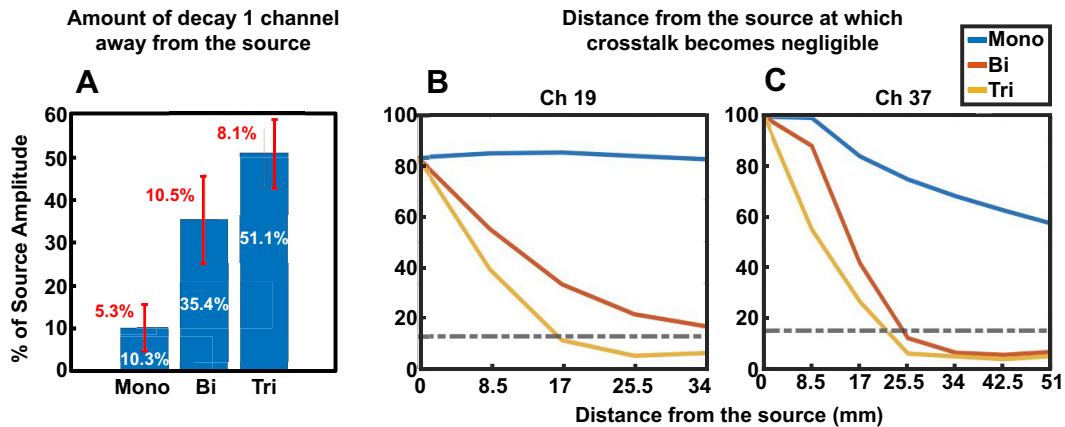 Amount of decay 1 channel
away from the source
Distance from the source at which
crosstalk becomes negligible
Mono
Bi
Tri
A
% of Source Amplitude
60
50
40
30
20
10
0
5.3%
10.3%
10.5%
35.4%
8.1%
51.1%
Mono Bi Tri
B
Ch 19
100
80
60
40
20
0
0 8.5 17 25.5 34
C
Ch 37
100
80
60
40
20
0
0 8.5 17 25.5 34 42.5 51
Distance from the source (mm)